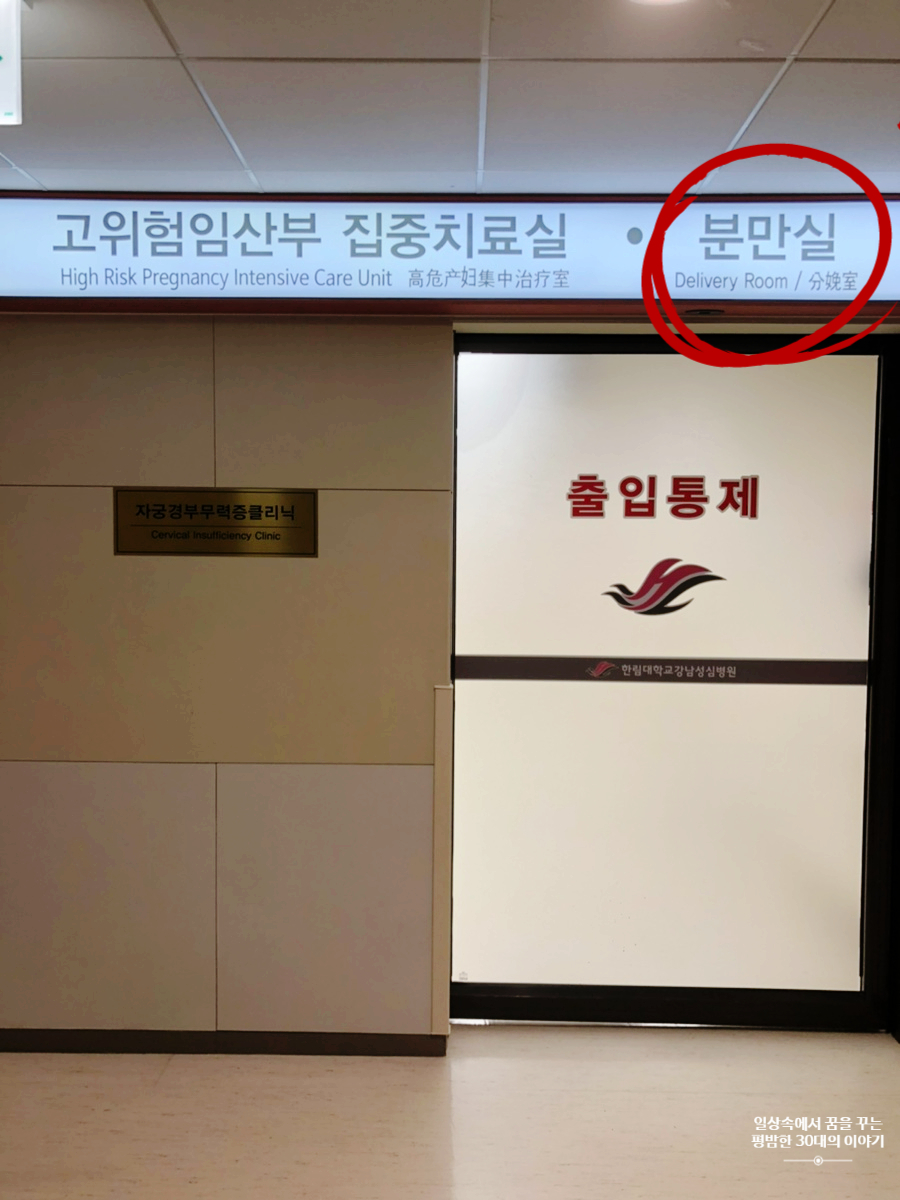 고위험임산부 집중치료실 • 분만실
High Risk Pregnancy Intensive Care Unit 高危产妇集中治疗室 Delivery Room / 分娩室
자궁경부무력증클리닉
Cervical Insufficiency Clinic
출입통제
한림대학교강남성심병원
일상속에서 꿈을 꾸는
평밤한 30대의 이야기